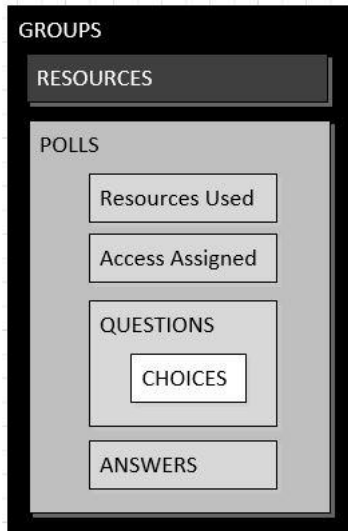 GROUPS
RESOURCES
POLLS
Resources Used
Access Assigned
QUESTIONS
CHOICES
ANSWERS